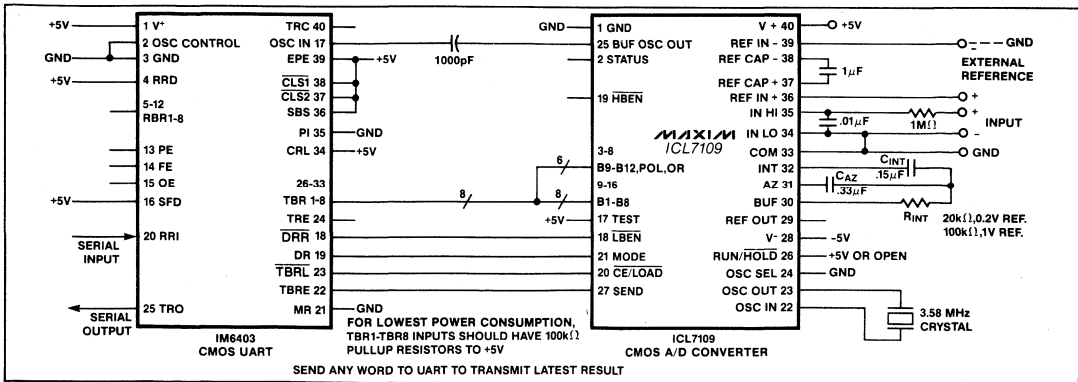 +5V
1 V+
TRC 40
GND
1 GND
V + 40
+5V
2 OSC CONTROL
OSC IN 17
1000pF
25 BUF OSC OUT
REF IN - 39
- GND
GND
3 GND
EPE 39
+5V
2 STATUS
REF CAP - 38
1μF
EXTERNAL
REFERENCE
+5V
4 RRD
CLS1 38
REF CAP + 37
5-12
RBR1-8
CLS2 37
SBS 36
19 HBEN
REF IN + 36
+
IN HI 35
1MΩ
+
INPUT
PI 35
GND
MAXIM
ICL7109
.01μF
IN LO 34
-
13 PE
CRL 34
+5V
COM 33
GND
14 FE
3-8
B9-B12,POL,OR
6
INT 32
CINT
.15μF
15 OE
26-33
TBR 1-8
8
9-16
B1-B8
8
AZ 31
CAZ
.33μF
+5V
16 SFD
BUF 30
RINT
20kΩ,0.2V REF.
100kΩ,1V REF.
TRE 24
+5V
17 TEST
REF OUT 29
SERIAL
INPUT
20 RRI
DRR 18
18 LBEN
V- 28
-5V
DR 19
21 MODE
RUN/HOLD 26
+5V OR OPEN
TBRL 23
20 CE/LOAD
OSC SEL 24
GND
TBRE 22
27 SEND
OSC OUT 23
SERIAL
OUTPUT
25 TRO
MR 21
GND
OSC IN 22
3.58 MHz
CRYSTAL
FOR LOWEST POWER CONSUMPTION,
TBR1-TBR8 INPUTS SHOULD HAVE 100kΩ
PULLUP RESISTORS TO +5V
IM6403
CMOS UART
ICL7109
CMOS A/D CONVERTER
SEND ANY WORD TO UART TO TRANSMIT LATEST RESULT